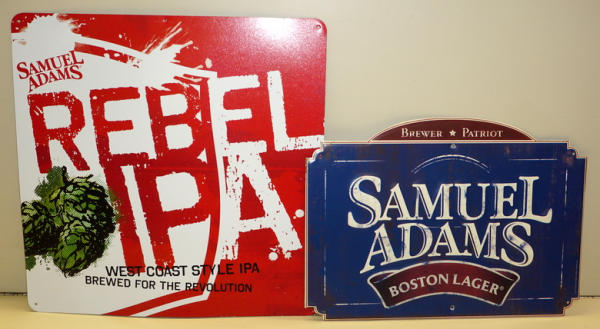 SAMUEL
ADAMS
REBEL
IPA
WEST COAST STYLE IPA
BREWED FOR THE REVOLUTION
BREWER ★ PATRIOT
SAMUEL
ADAMS
BOSTON LAGER®